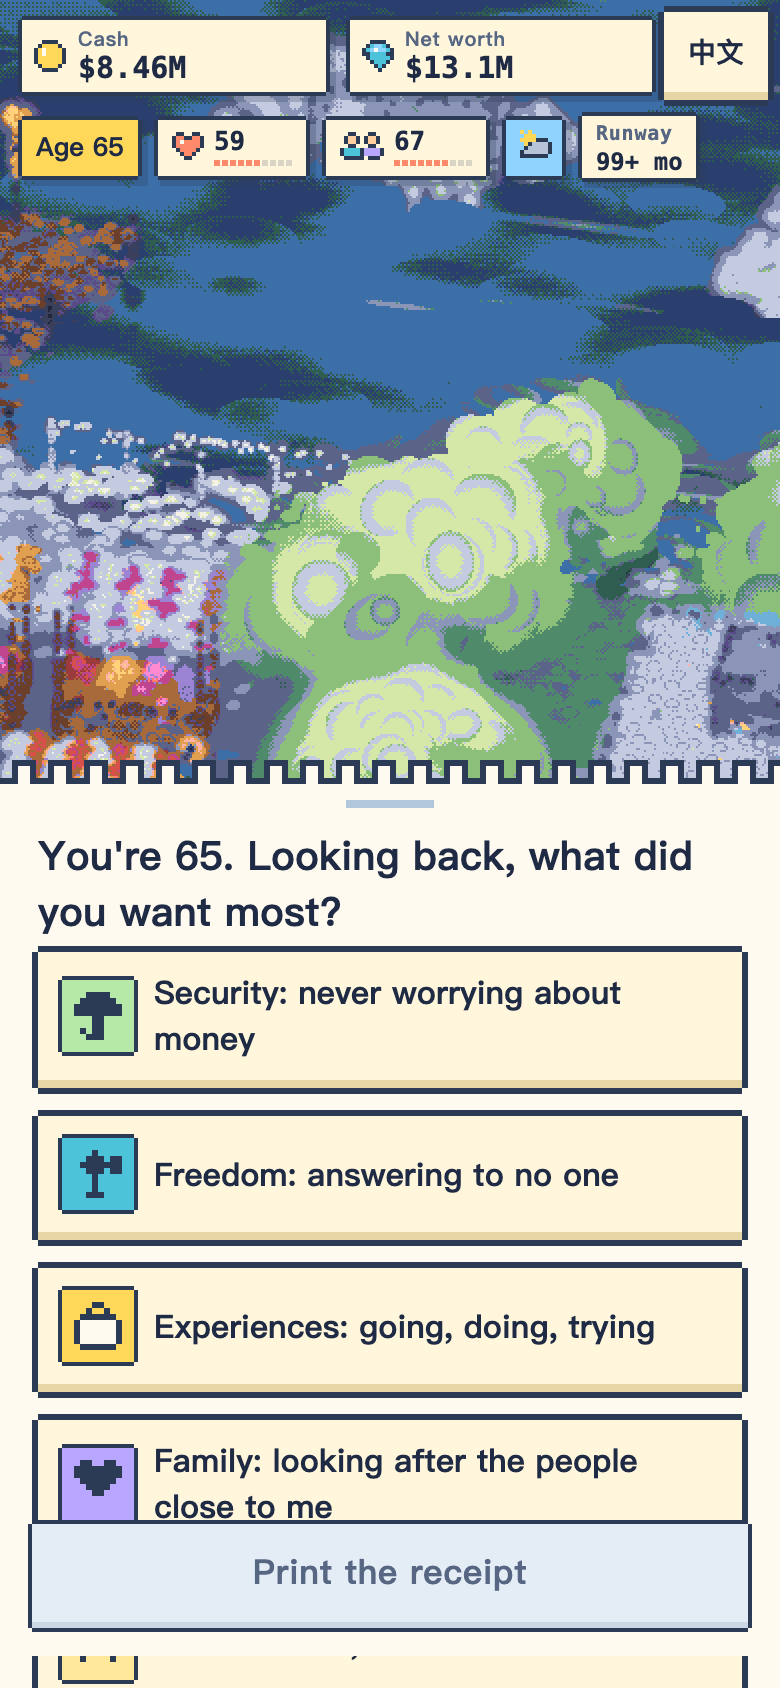 Cash
$8.46M
Net worth
$13.1M
中文
Age 65
59
67
Runway
99+ mo
You're 65. Looking back, what did
you want most?
Security: never worrying about
money
Freedom: answering to no one
Experiences: going, doing, trying
Family: looking after the people
close to me
Print the receipt